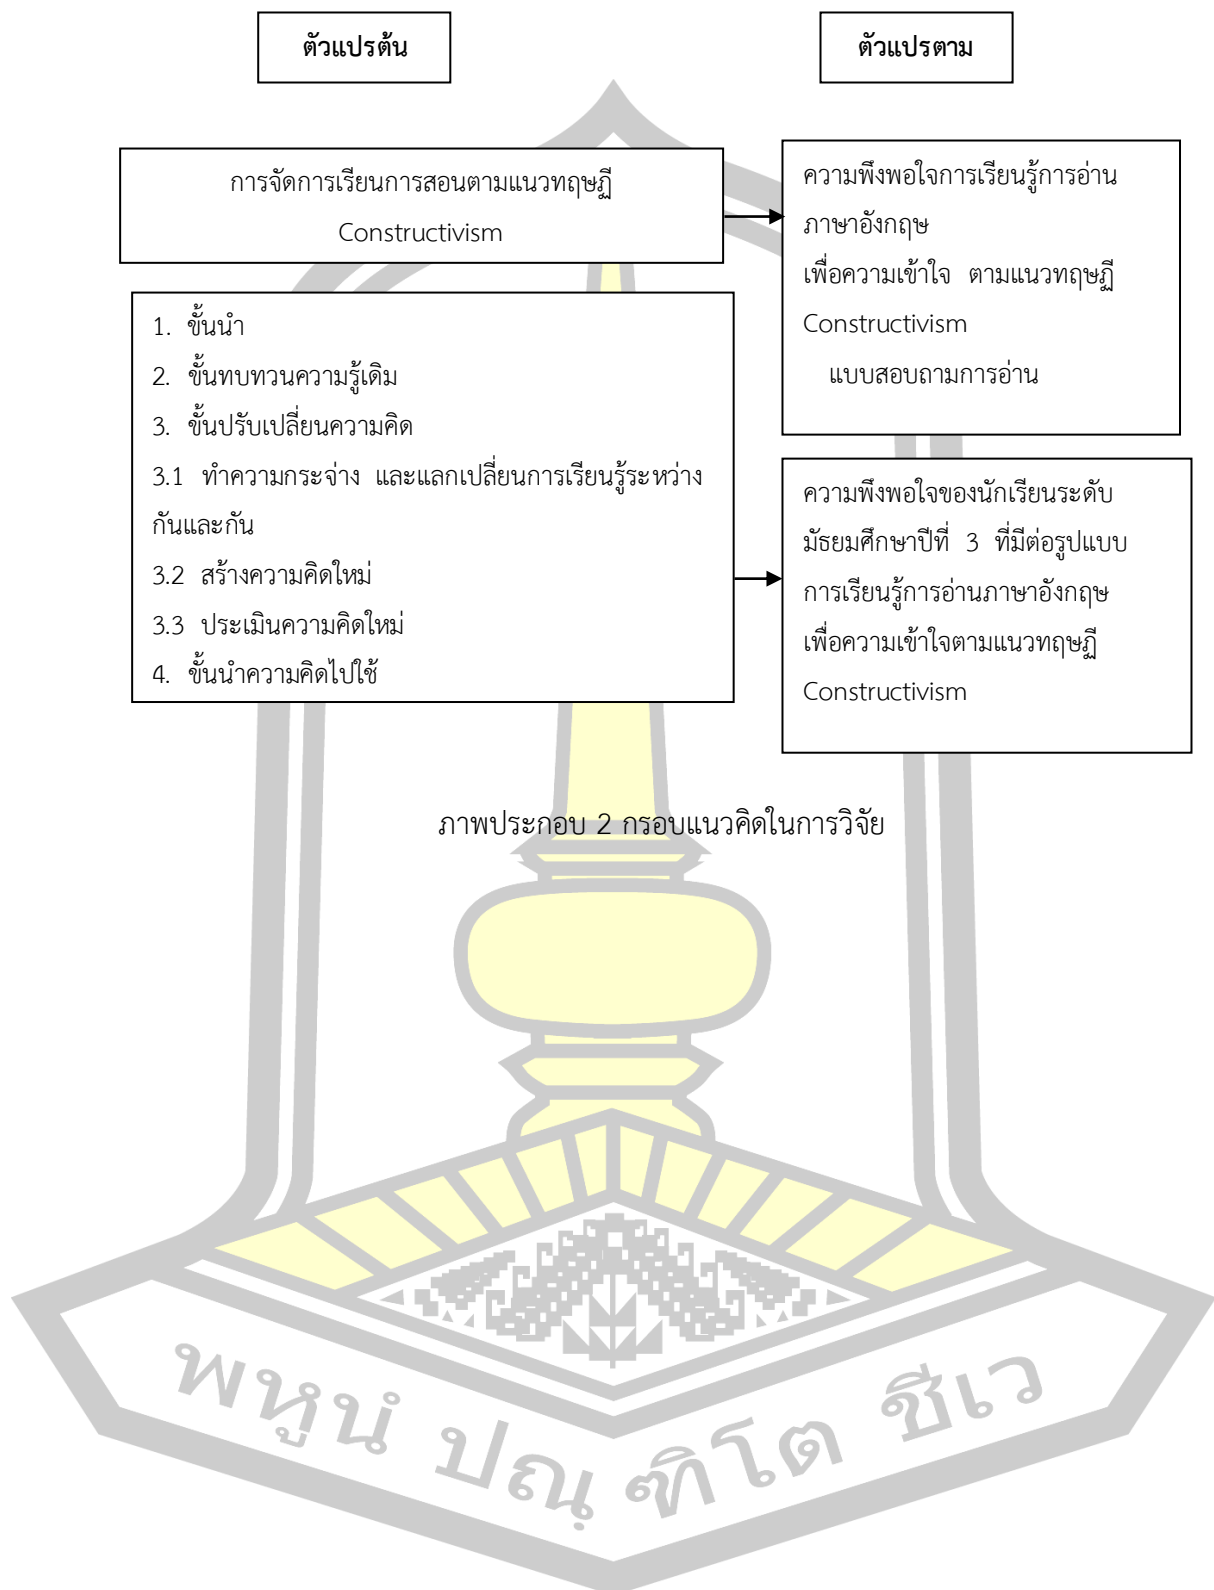 ตัวแปรต้น
ตัวแปรตาม
การจัดการเรียนการสอนตามแนวทฤษฎี
Constructivism
ความพึงพอใจการเรียนรู้การอ่าน
ภาษาอังกฤษ
เพื่อความเข้าใจ ตามแนวทฤษฎี
Constructivism
แบบสอบถามการอ่าน
1. ขั้นนำ
2. ขั้นทบทวนความรู้เดิม
3. ขั้นปรับเปลี่ยนความคิด
3.1 ทำความกระจ่าง และแลกเปลี่ยนการเรียนรู้ระหว่าง
กันและกัน
3.2 สร้างความคิดใหม่
3.3 ประเมินความคิดใหม่
4. ขั้นนำความคิดไปใช้
ความพึงพอใจของนักเรียนระดับ
มัธยมศึกษาปีที่ 3 ที่มีต่อรูปแบบ
การเรียนรู้การอ่านภาษาอังกฤษ
เพื่อความเข้าใจตามแนวทฤษฎี
Constructivism
ภาพประกอบ 2 กรอบแนวคิดในการวิจัย
พหูนํ ปณฺฑิโต ชีเว